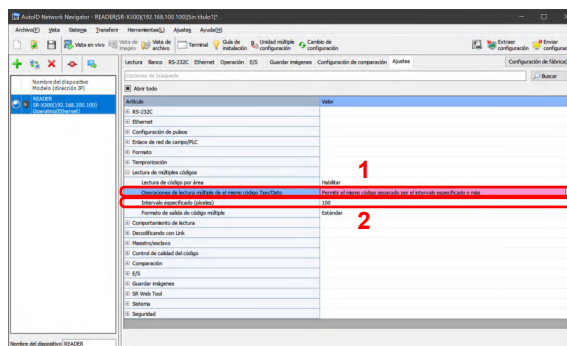 AutoID Network Navigator - READER(SR-X300)(192.168.100.100)[Sin título1]*
Archivo(F) Vista Sistema Transferir Herramientas(L) Ajustes Ayuda(H)
Vista en vivo Vista de imagen Vista de archivo Terminal Guía de instalación Unidad múltiple configuración Cambio de configuración Extraer configuración Enviar
Lectura Banco RS-232C Ethernet Operación E/S Guardar imágenes Configuración de comparación Ajustes Configuración de fábrica
Nombre del dispositivo
Modelo (dirección IP)
READER
SR-X300(192.168.100.100)
Operating(Ethernet)
Opciones de búsqueda Buscar
Abrir todo
Artículo Valor
RS-232C
Ethernet
Configuración de pulsos
Enlace de red de campo/PLC
Formato
Temporización
Lectura de múltiples códigos
1
Lectura de código por área Habilitar
Operaciones de lectura múltiple de el mismo código Tipo/Dato Permitir el mismo código separado por el intervalo especificado o más
Intervalo especificado (píxeles) 100
Formato de salida de código múltiple Estándar
2
Comportamiento de lectura
Decodificando con Link
Maestro/esclavo
Control de calidad del código
Comparación
E/S
Guardar imágenes
SR Web Tool
Sistema
Seguridad
Nombre del dispositivo READER